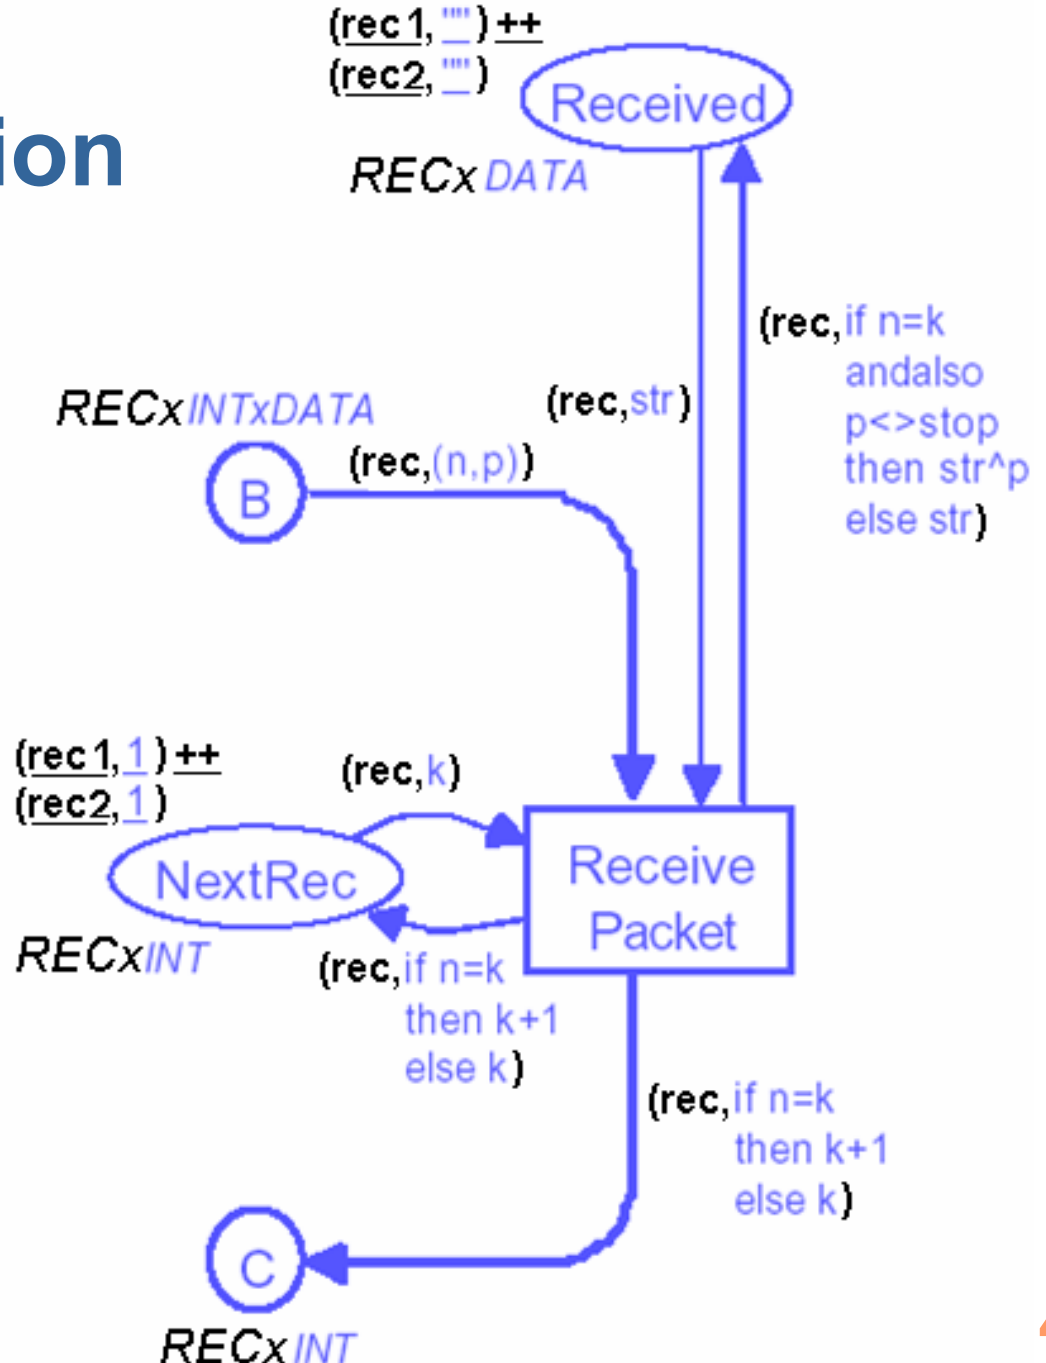 (rec1,"")++
(rec2,"")
Received
ion
RECxDATA
(rec,if n=k
andalso
p<>stop
then str^p
else str)
(rec,str)
RECxINTxDATA
(rec,(n,p))
B
(rec1,1)++
(rec2,1)
(rec,k)
NextRec
Receive
Packet
RECxINT
(rec,if n=k
then k+1
else k)
(rec,if n=k
then k+1
else k)
C
RECxINT